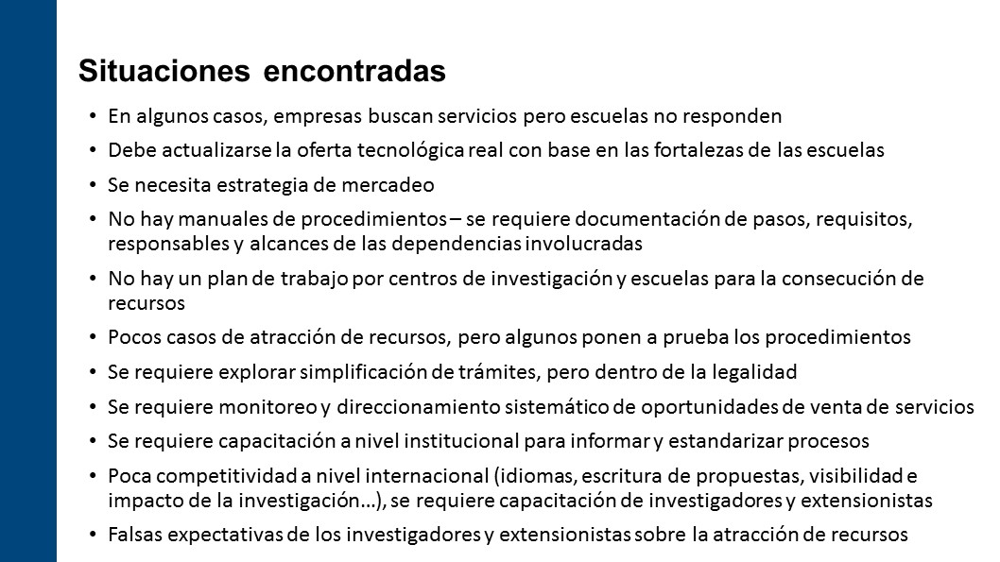 Situaciones encontradas
• En algunos casos, empresas buscan servicios pero escuelas no responden
• Debe actualizarse la oferta tecnológica real con base en las fortalezas de las escuelas
• Se necesita estrategia de mercadeo
• No hay manuales de procedimientos – se requiere documentación de pasos, requisitos,
responsables y alcances de las dependencias involucradas
• No hay un plan de trabajo por centros de investigación y escuelas para la consecución de
recursos
• Pocos casos de atracción de recursos, pero algunos ponen a prueba los procedimientos
• Se requiere explorar simplificación de trámites, pero dentro de la legalidad
• Se requiere monitoreo y direccionamiento sistemático de oportunidades de venta de servicios
• Se requiere capacitación a nivel institucional para informar y estandarizar procesos
• Poca competitividad a nivel internacional (idiomas, escritura de propuestas, visibilidad e
impacto de la investigación…), se requiere capacitación de investigadores y extensionistas
• Falsas expectativas de los investigadores y extensionistas sobre la atracción de recursos